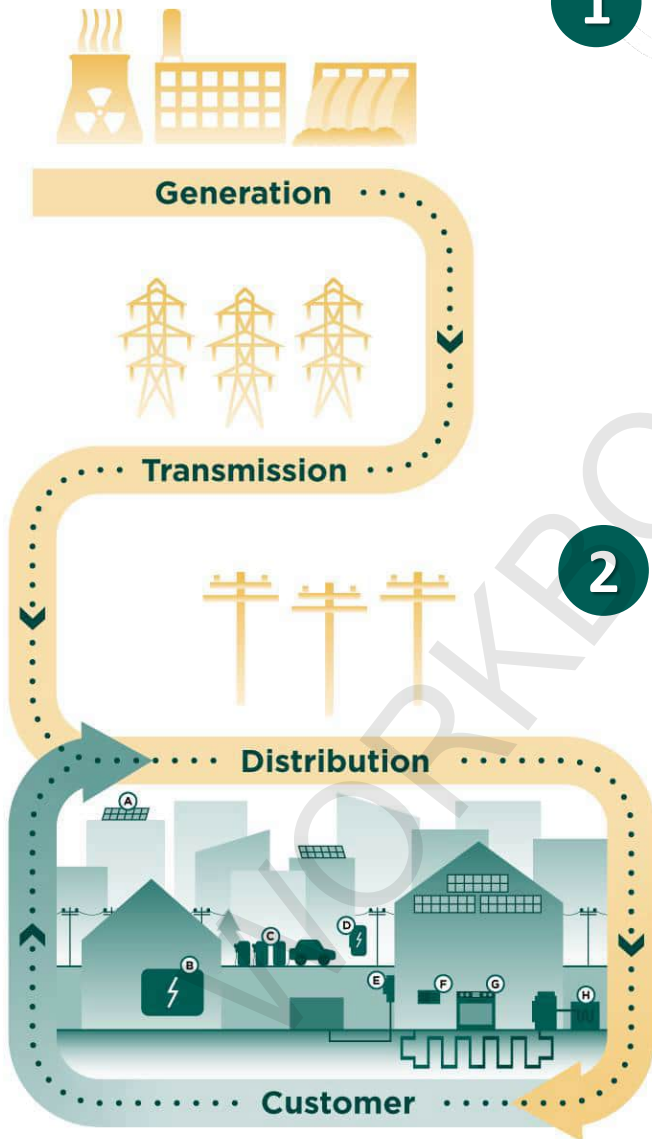 1
Generation
Transmission
2
Distribution
A
D
C
B
E
F
G
H
Customer